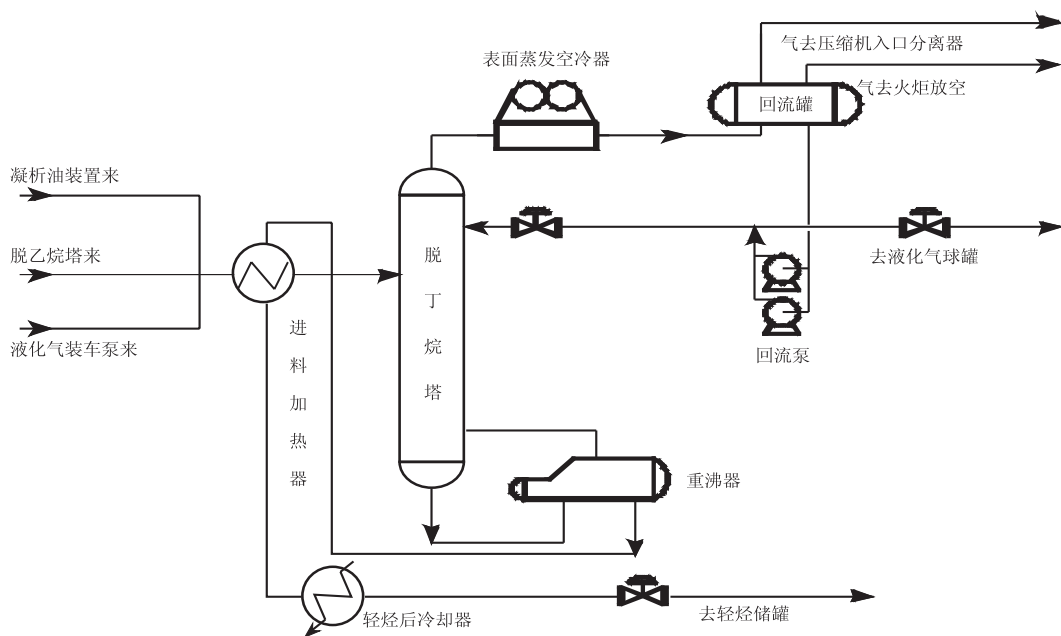 气去压缩机入口分离器
表面蒸发空冷器
气去火炬放空
回流罐
凝析油装置来
脱乙烷塔来
脱丁烷塔
去液化气球罐
液化气装车泵来
进料加热器
回流泵
重沸器
轻烃后冷却器
去轻烃储罐